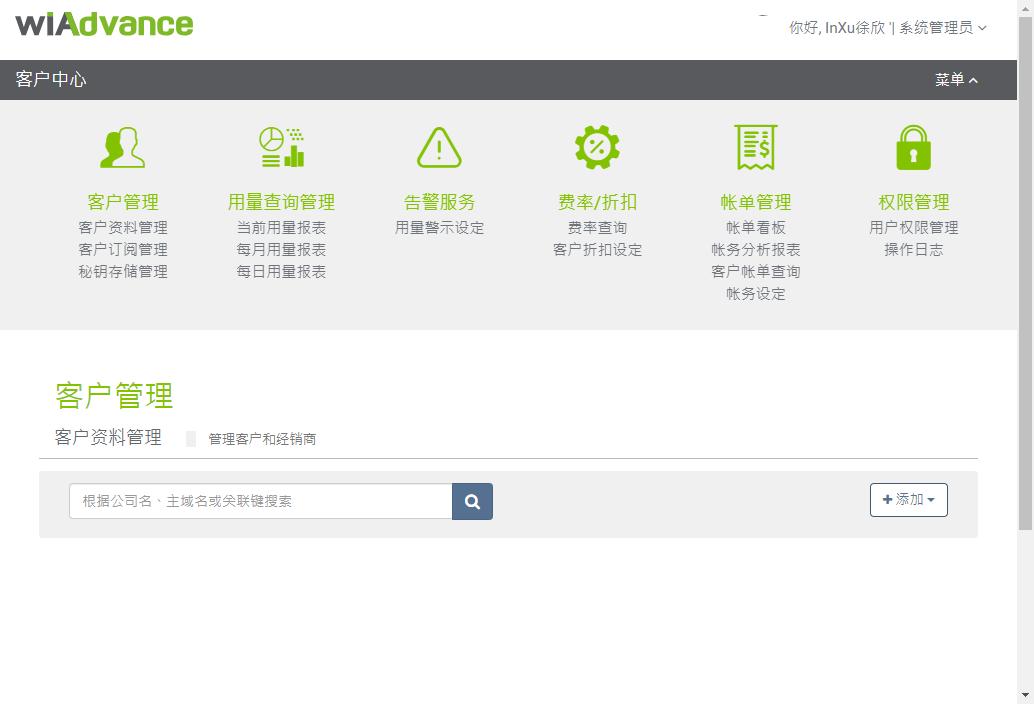 wiAdvance
你好, InXu徐欣 '| 系统管理员
客户中心
菜单
客户管理
客户资料管理
客户订阅管理
秘钥存储管理
用量查询管理
当前用量报表
每月用量报表
每日用量报表
告警服务
用量警示设定
费率/折扣
费率查询
客户折扣设定
帐单管理
帐单看板
帐务分析报表
客户帐单查询
帐务设定
权限管理
用户权限管理
操作日志
客户管理
客户资料管理 管理客户和经销商
根据公司名、主域名或关联键搜索
添加